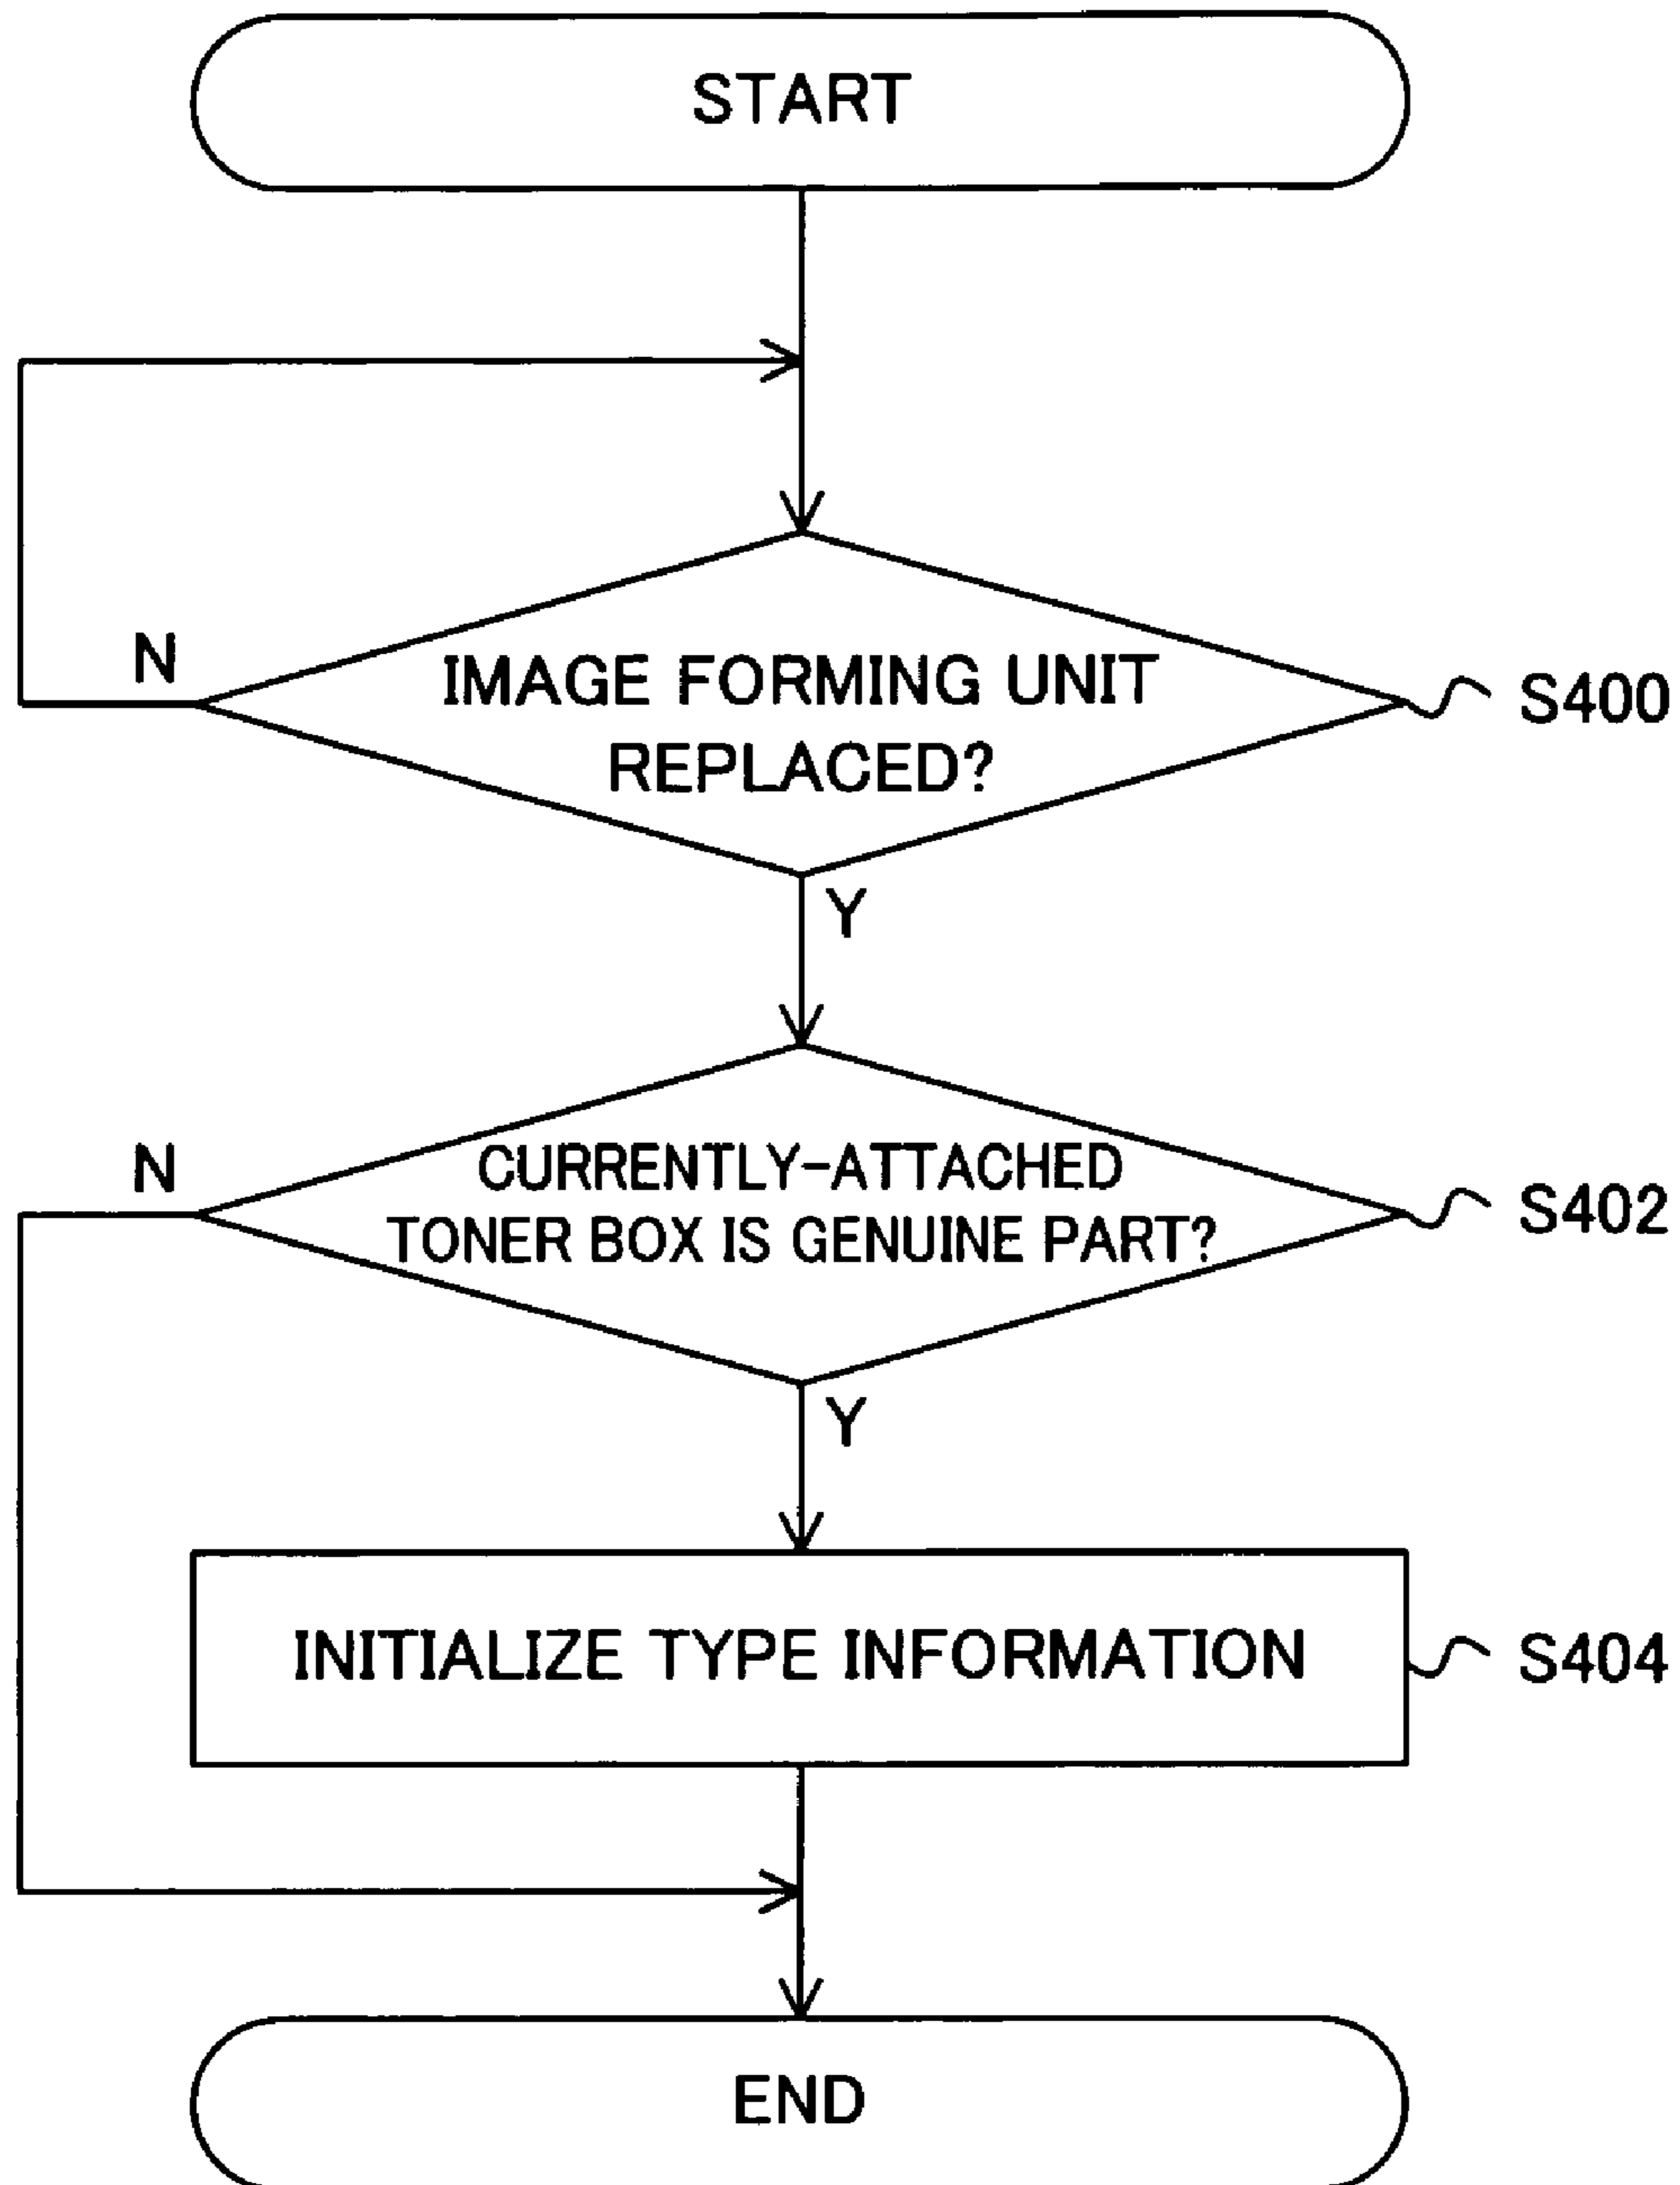 START
N
IMAGE FORMING UNIT
REPLACED?
S400
Y
N
CURRENTLY-ATTACHED
TONER BOX IS GENUINE PART?
S402
Y
INITIALIZE TYPE INFORMATION
S404
END